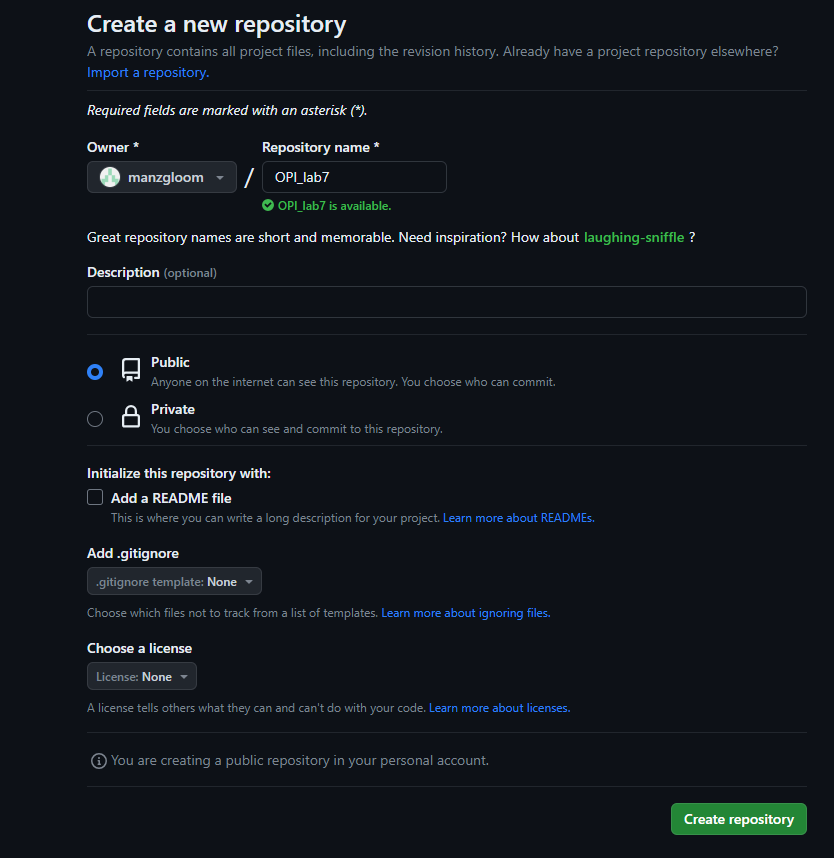 Create a new repository
A repository contains all project files, including the revision history. Already have a project repository elsewhere?
Import a repository.
Required fields are marked with an asterisk (*).
Owner * Repository name *
manzgloom / OPI_lab7
OPI_lab7 is available.
Great repository names are short and memorable. Need inspiration? How about laughing-sniffle ?
Description (optional)
Public
Anyone on the internet can see this repository. You choose who can commit.
Private
You choose who can see and commit to this repository.
Initialize this repository with:
Add a README file
This is where you can write a long description for your project. Learn more about READMEs.
Add .gitignore
.gitignore template: None
Choose which files not to track from a list of templates. Learn more about ignoring files.
Choose a license
License: None
A license tells others what they can and can't do with your code. Learn more about licenses.
You are creating a public repository in your personal account.
Create repository